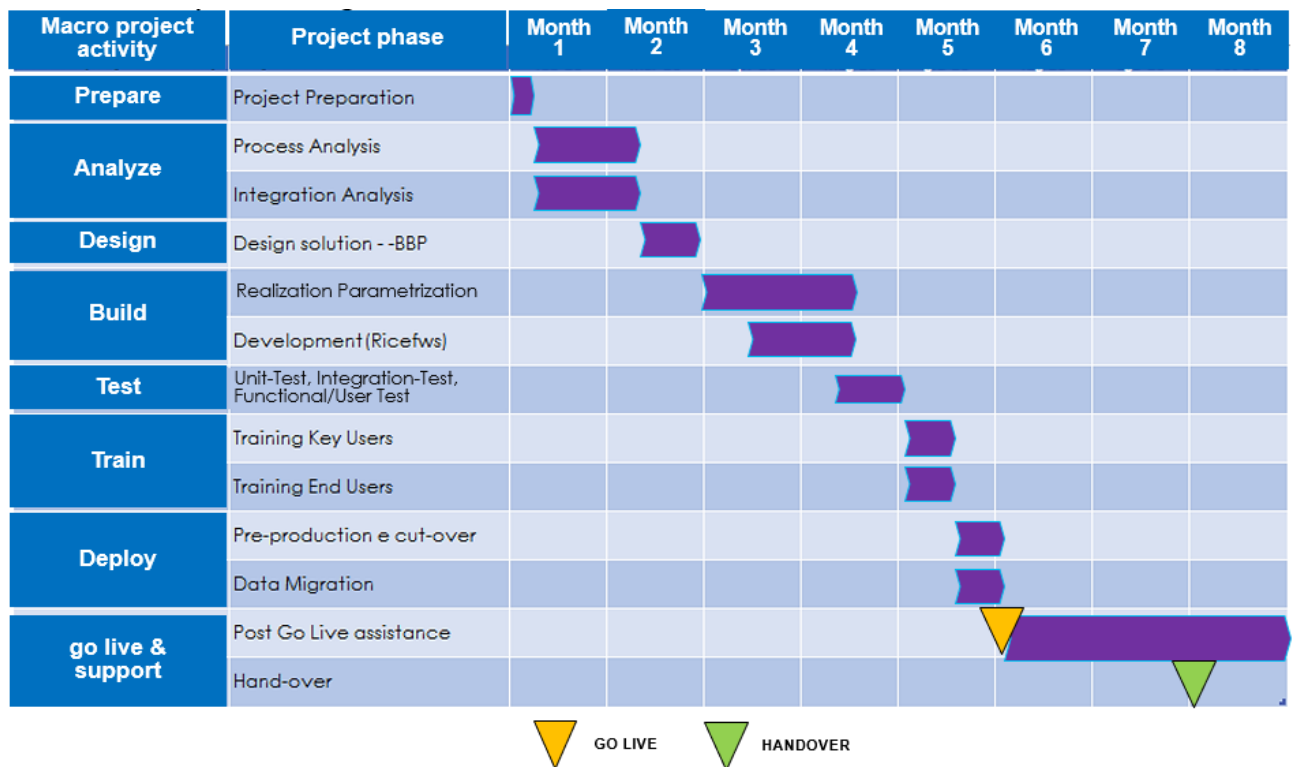 Macro project
activity
Project phase
Month
1
Month
2
Month
3
Month
4
Month
5
Month
6
Month
7
Month
8
Prepare
Project Preparation
Analyze
Process Analysis
Integration Analysis
Design
Design solution - -BBP
Build
Realization Parametrization
Development(Ricefws)
Test
Unit-Test, Integration-Test,
Functional/User Test
Train
Training Key Users
Training End Users
Deploy
Pre-production e cut-over
Data Migration
go live &
support
Post Go Live assistance
Hand-over
GO LIVE
HANDOVER